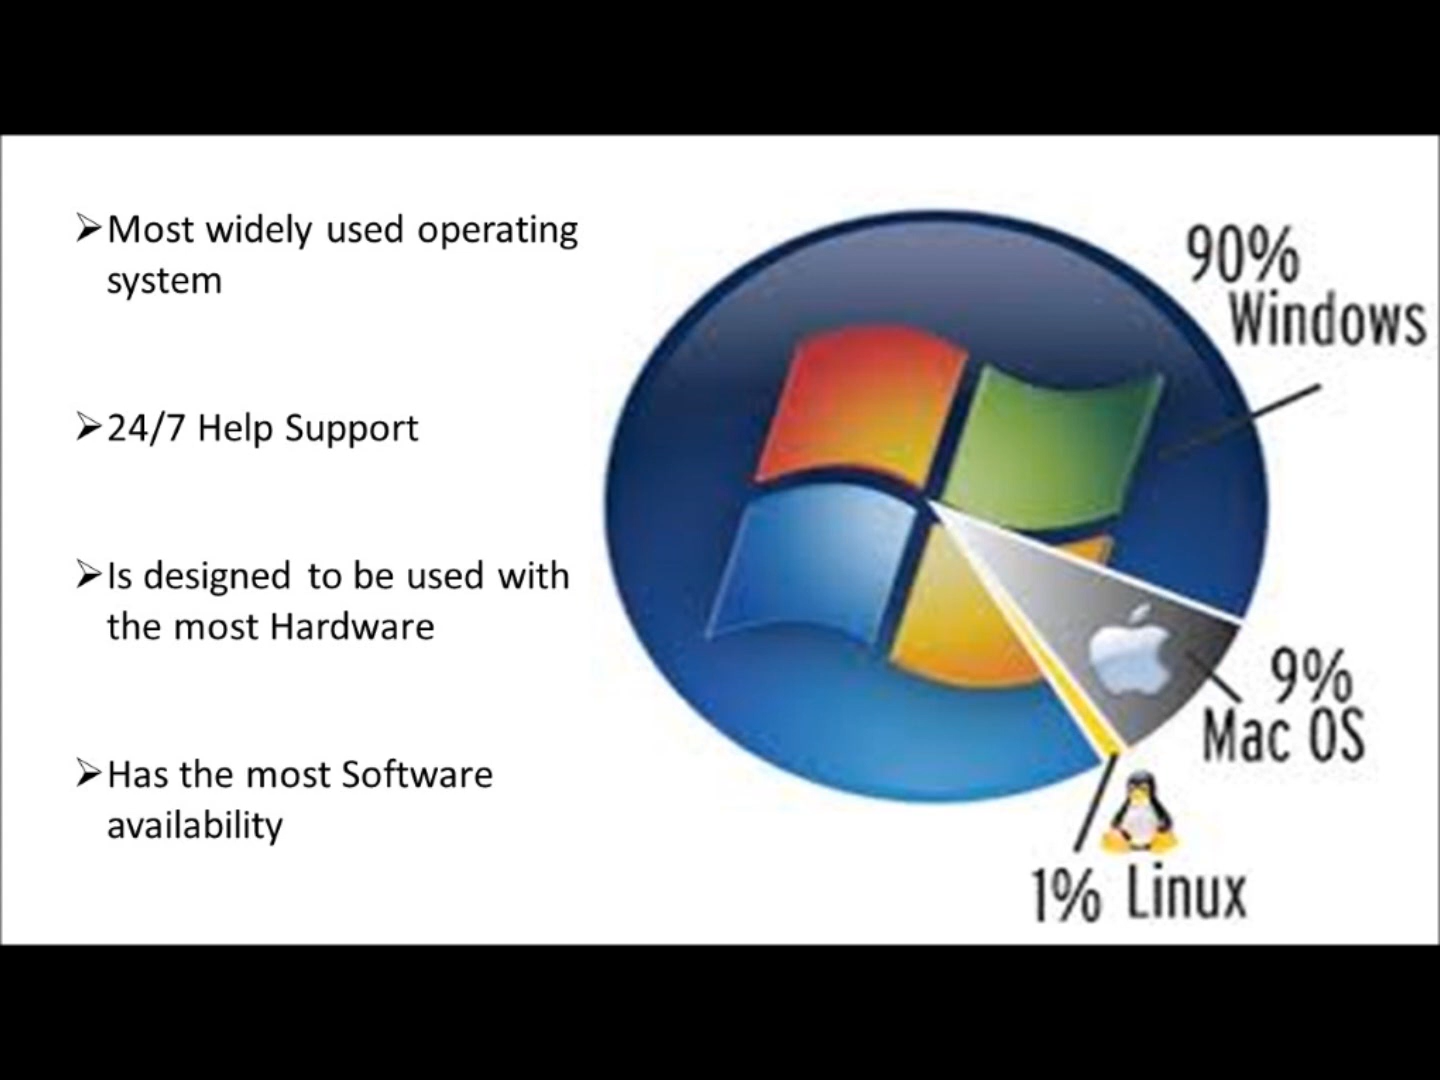 ➢Most widely used operating
system
➢24/7 Help Support
➢Is designed to be used with
the most Hardware
➢Has the most Software
availability
90%
Windows
9%
Mac OS
1% Linux